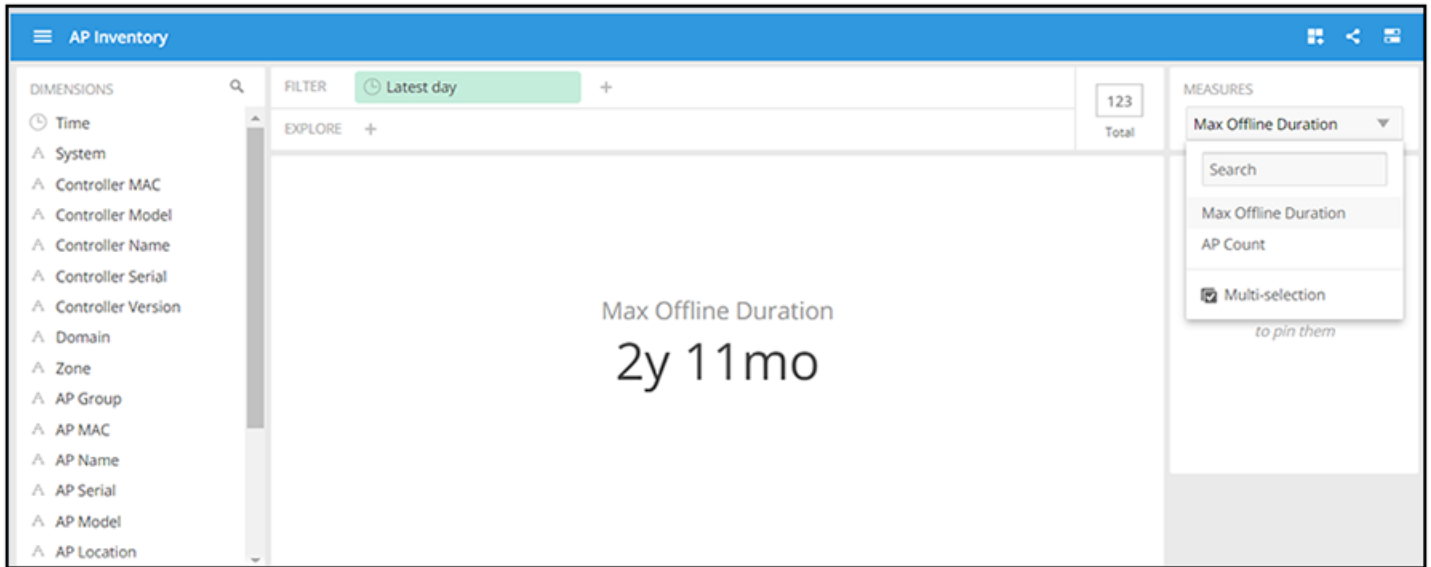 AP Inventory
DIMENSIONS
Time
System
Controller MAC
Controller Model
Controller Name
Controller Serial
Controller Version
Domain
Zone
AP Group
AP MAC
AP Name
AP Serial
AP Model
AP Location
FILTER Latest day +
EXPLORE +
123
Total
Max Offline Duration
2y 11mo
MEASURES
Max Offline Duration
Search
Max Offline Duration
AP Count
Multi-selection
to pin them